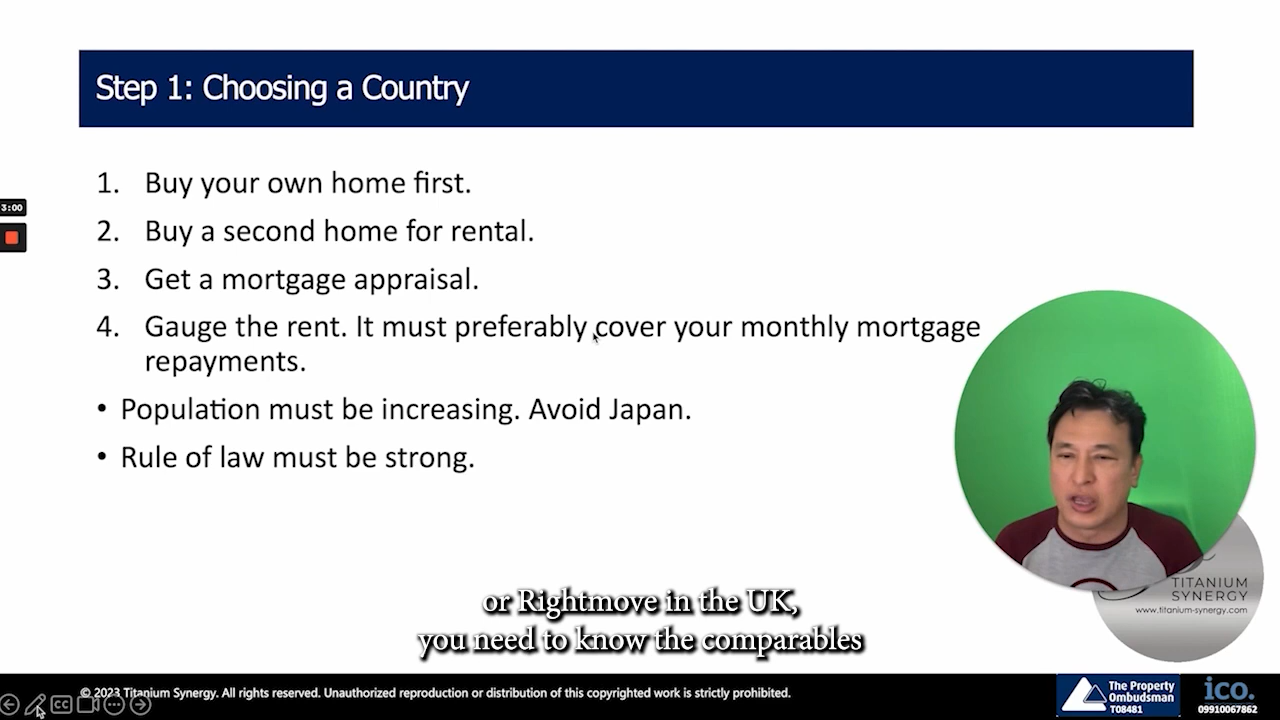 Step 1: Choosing a Country
1. Buy your own home first.
2. Buy a second home for rental.
3. Get a mortgage appraisal.
4. Gauge the rent. It must preferably cover your monthly mortgage
repayments.
• Population must be increasing. Avoid Japan.
• Rule of law must be strong.
3:00
TITANIUM
SYNERGY
www.titanium-synergy.com
or Rightmove in the UK,
you need to know the comparables
© 2023 Titanium Synergy. All rights reserved. Unauthorized reproduction or distribution of this copyrighted work is strictly prohibited.
CC
The Property
Ombudsman
T08481
ico.
09910067862